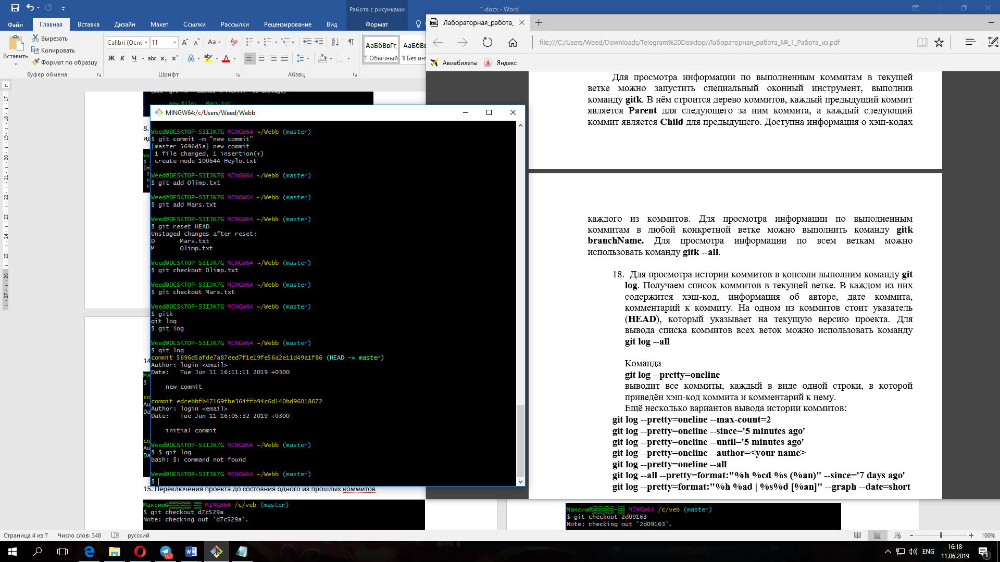 Работа с рисунками
1.docx - Word
Файл
Главная
Вставка
Дизайн
Макет
Ссылки
Рассылки
Рецензирование
Вид
Формат
Вставить
Вырезать
Копировать
Формат по образцу
Буфер обмена
Calibri (Осно
11
Aa
Ж К Ч abc x₂ x²
Шрифт
Абзац
АаБбВвГг,
¶ Обычный
АаБбВв
¶ Без ин
Лабораторная_работа_
file:///C:/Users/Weed/Downloads/Telegram%20Desktop/Лабораторная_работа_№_1_Работа_из.pdf
Авиабилеты
Яндекс
new file: Mars.txt
8.
MINGW64:/c/Users/Weed/Webb
Weed@DESKTOP-S3IJK7G MINGW64 ~/Webb (master)
$ git commit -m "new commit"
[master 5696d5a] new commit
1 file changed, 1 insertion(+)
create mode 100644 Heylo.txt
Weed@DESKTOP-S3IJK7G MINGW64 ~/Webb (master)
$ git add Olimp.txt
Weed@DESKTOP-S3IJK7G MINGW64 ~/Webb (master)
$ git add Mars.txt
Weed@DESKTOP-S3IJK7G MINGW64 ~/Webb (master)
$ git reset HEAD
Unstaged changes after reset:
D Mars.txt
M Olimp.txt
Weed@DESKTOP-S3IJK7G MINGW64 ~/Webb (master)
$ git checkout Olimp.txt
Weed@DESKTOP-S3IJK7G MINGW64 ~/Webb (master)
$ git checkout Mars.txt
Weed@DESKTOP-S3IJK7G MINGW64 ~/Webb (master)
$ gitk
git log
$ git log
Weed@DESKTOP-S3IJK7G MINGW64 ~/Webb (master)
$ git log
commit 5696d5afde7a87eed7f1e19fe56a2e11d49a1f86 (HEAD -> master)
Author: login <email>
Date: Tue Jun 11 16:11:11 2019 +0300
new commit
commit edcebbfb47169fbe364ffb94c6d140bd96018672
Author: login <email>
Date: Tue Jun 11 16:05:32 2019 +0300
initial commit
Weed@DESKTOP-S3IJK7G MINGW64 ~/Webb (master)
$ $ git log
bash: $: command not found
Weed@DESKTOP-S3IJK7G MINGW64 ~/Webb (master)
$
15. Переключения проекта до состояния одного из прошлых коммитов
MINGW64 /c/veb (master)
$ git checkout d7c529a
Note: checking out 'd7c529a'.
MINGW64 /c/veb (master)
$ git checkout 2d09163
Note: checking out '2d09163'.
Для просмотра информации по выполненным коммитам в текущей
ветке можно запустить специальный оконный инструмент, выполнив
команду gitk. В нём строится дерево коммитов, каждый предыдущий коммит
является Parent для следующего за ним коммита, а каждый следующий
коммит является Child для предыдущего. Доступна информация о хэш-кодах
каждого из коммитов. Для просмотра информации по выполненным
коммитам в любой конкретной ветке можно выполнить команду gitk
branchName. Для просмотра информации по всем веткам можно
использовать команду gitk --all.
18. Для просмотра истории коммитов в консоли выполним команду git
log. Получаем список коммитов в текущей ветке. В каждом из них
содержится хэш-код, информация об авторе, дате коммита,
комментарий к коммиту. На одном из коммитов стоит указатель
(HEAD), который указывает на текущую версию проекта. Для
вывода списка коммитов всех веток можно использовать команду
git log --all
Команда
git log --pretty=oneline
выводит все коммиты, каждый в виде одной строки, в которой
приведён хэш-код коммита и комментарий к нему.
Ещё несколько вариантов вывода истории коммитов:
git log --pretty=oneline --max-count=2
git log --pretty=oneline --since='5 minutes ago'
git log --pretty=oneline --until='5 minutes ago'
git log --pretty=oneline --author=<your name>
git log --pretty=oneline --all
git log --all --pretty=format:"%h %cd %s (%an)" --since='7 days ago'
git log --pretty=format:"%h %ad | %s%d [%an]" --graph --date=short
Страница 4 из 7
Число слов: 348
русский
100%
161
ENG
16:18
11.06.2019
1